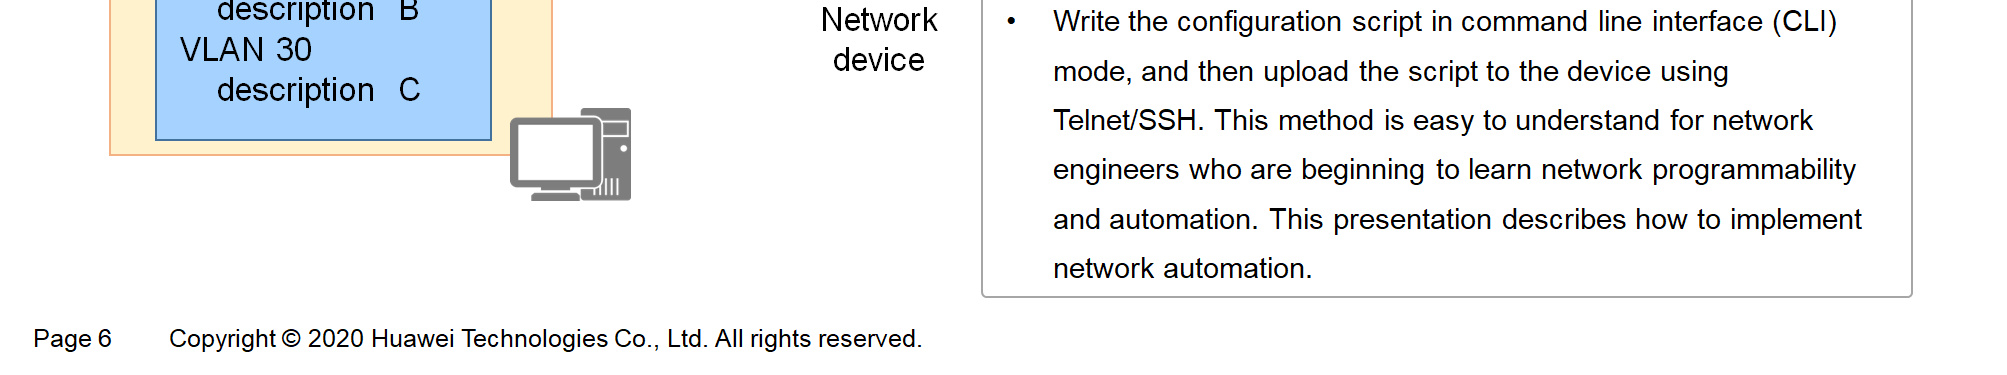 description B
VLAN 30
description C
Network
device
• Write the configuration script in command line interface (CLI)
mode, and then upload the script to the device using
Telnet/SSH. This method is easy to understand for network
engineers who are beginning to learn network programmability
and automation. This presentation describes how to implement
network automation.
Page 6 Copyright © 2020 Huawei Technologies Co., Ltd. All rights reserved.